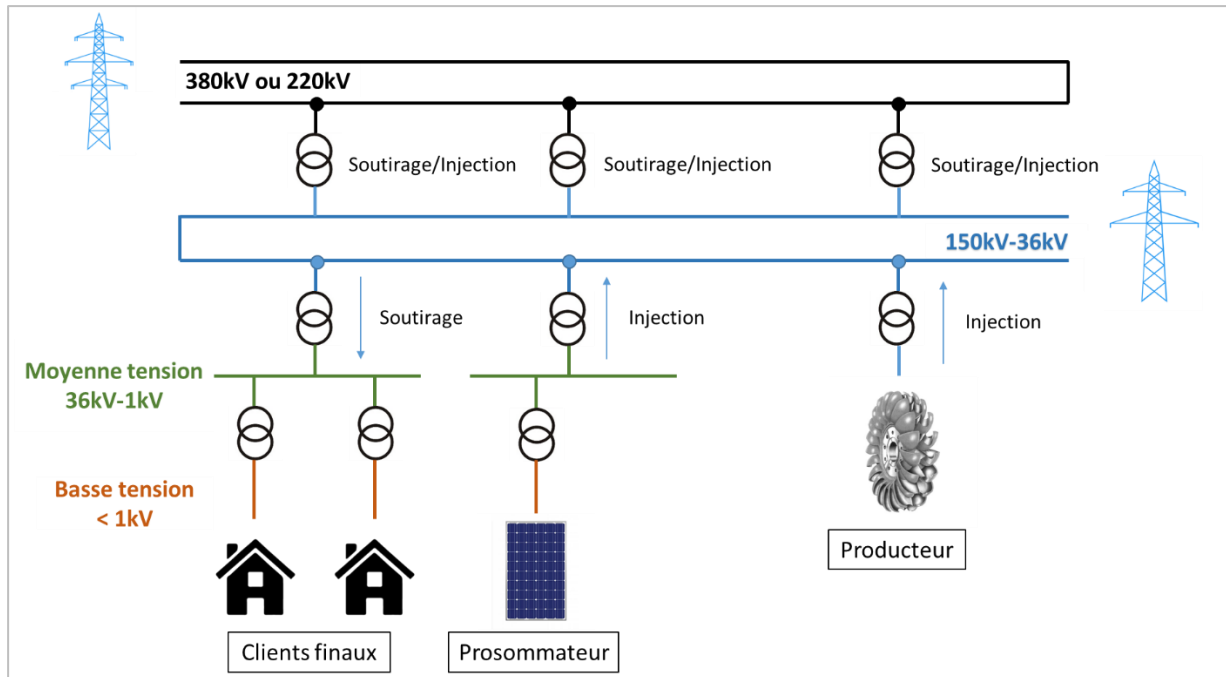 380kV ou 220kV
Soutirage/Injection
Soutirage/Injection
Soutirage/Injection
150kV-36kV
Soutirage
Injection
Injection
Moyenne tension
36kV-1kV
Basse tension
< 1kV
Producteur
Clients finaux
Prosommateur